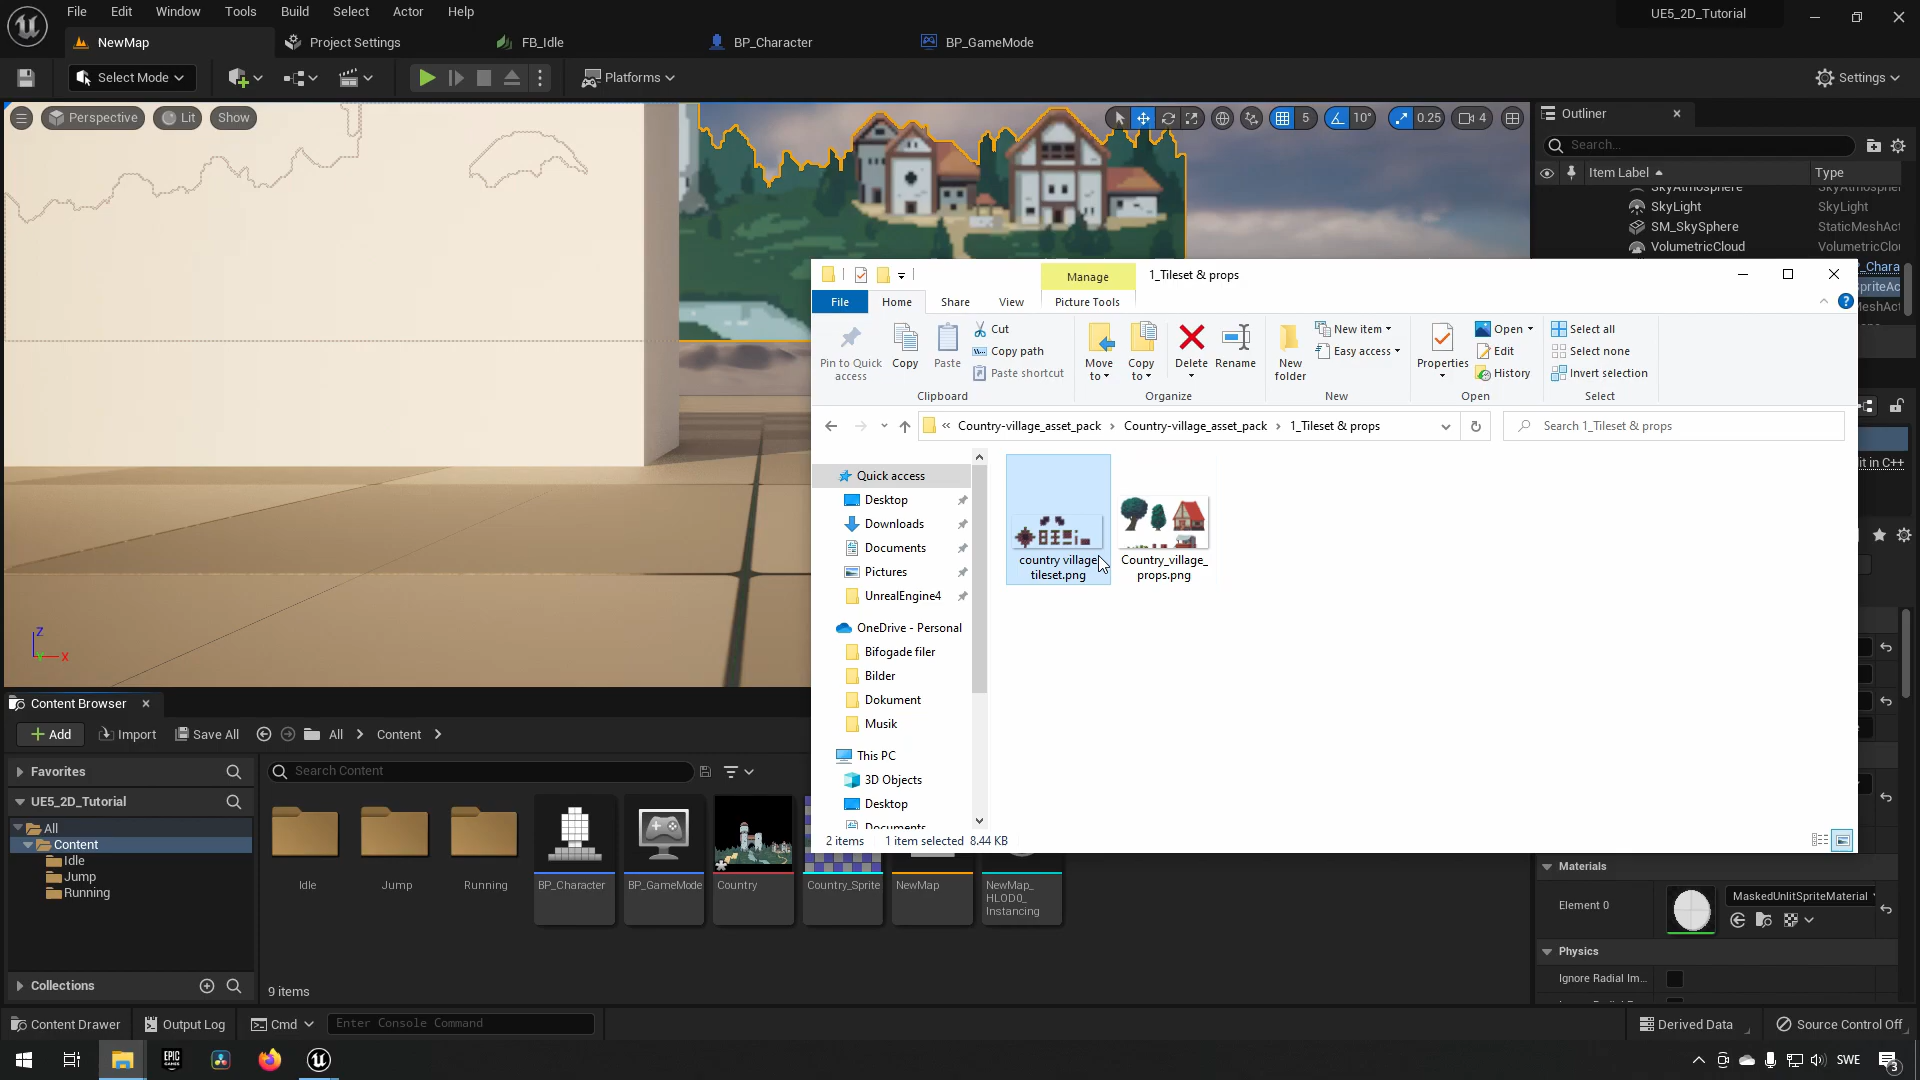 File Edit Window Tools Build Select Actor Help
UE5_2D_Tutorial
NewMap
Project Settings
FB_Idle
BP_Character
BP_GameMode
Select Mode
Platforms
Settings
Perspective
Lit
Show
5
10°
0.25
4
Outliner
Search...
Item Label
Type
SkyLight
SkyLight
SM_SkySphere
StaticMeshAct
VolumetricCloud
VolumetricClou
Manage
1_Tileset & props
File
Home
Share
View
Picture Tools
Pin to Quick access
Copy
Paste
Cut
Copy path
Paste shortcut
Move to
Copy to
Delete
Rename
New folder
New item
Easy access
Properties
Open
Edit
History
Select all
Select none
Invert selection
Clipboard
Organize
New
Open
Select
« Country-village_asset_pack > Country-village_asset_pack > 1_Tileset & props
Search 1_Tileset & props
Quick access
Desktop
Downloads
Documents
Pictures
UnrealEngine4
OneDrive - Personal
Bifogade filer
Bilder
Dokument
Musik
This PC
3D Objects
Desktop
Documents
country village tileset.png
Country_village_props.png
2 items
1 item selected 8.44 KB
it in C++
Content Browser
Add
Import
Save All
All
Content
Favorites
Search Content
UE5_2D_Tutorial
All
Content
Idle
Jump
Running
Collections
Idle
Jump
Running
BP_Character
BP_GameMode
Country
Country_Sprite
NewMap
NewMap_HLOD0_Instancing
9 items
Materials
Element 0
MaskedUnlitSpriteMaterial
Physics
Ignore Radial Im...
Content Drawer
Output Log
Cmd
Enter Console Command
Derived Data
Source Control Off
EPIC GAMES
SWE
3